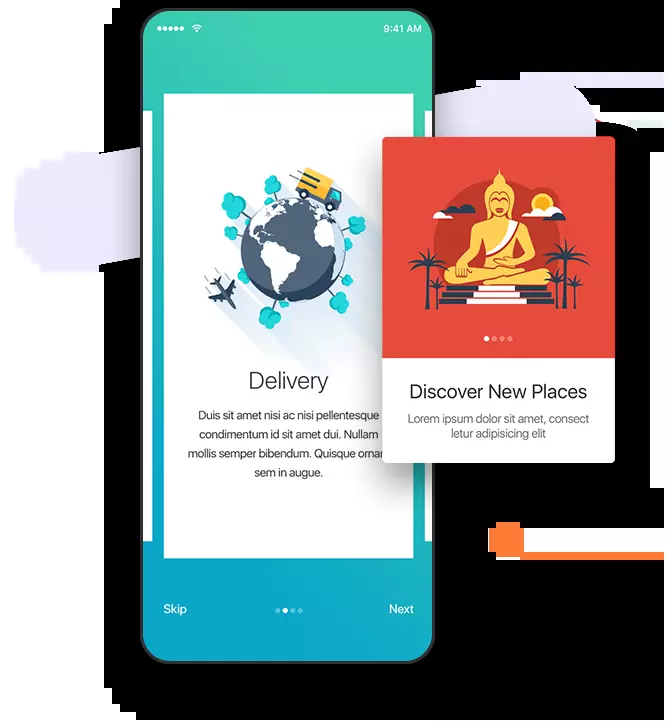 9:41 AM
Delivery
Duis sit amet nisi ac nisi pellentesque
condimentum id sit amet dui. Nullam
mollis semper bibendum. Quisque
sem in augue.
Skip
Next
Discover New Places
Lorem ipsum dolor sit amet, consect
letur adipisicing elit